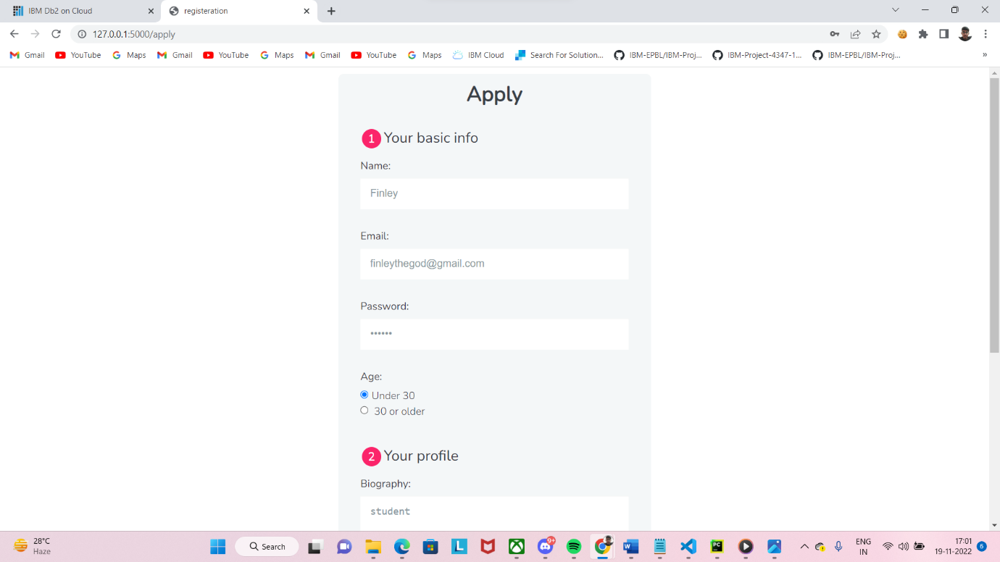 IBM Db2 on Cloud
registeration
127.0.0.1:5000/apply
Gmail YouTube Maps Gmail YouTube Maps Gmail YouTube Maps IBM Cloud Search For Solution... IBM-EPBL/IBM-Proj... IBM-Project-4347-1... IBM-EPBL/IBM-Proj... »
Apply
1 Your basic info
Name:
Finley
Email:
finleythegod@gmail.com
Password:
••••••
Age:
Under 30
30 or older
2 Your profile
Biography:
student
28°C
Haze
Search
9+
L
W
PC
ENG
IN
17:01
19-11-2022
6